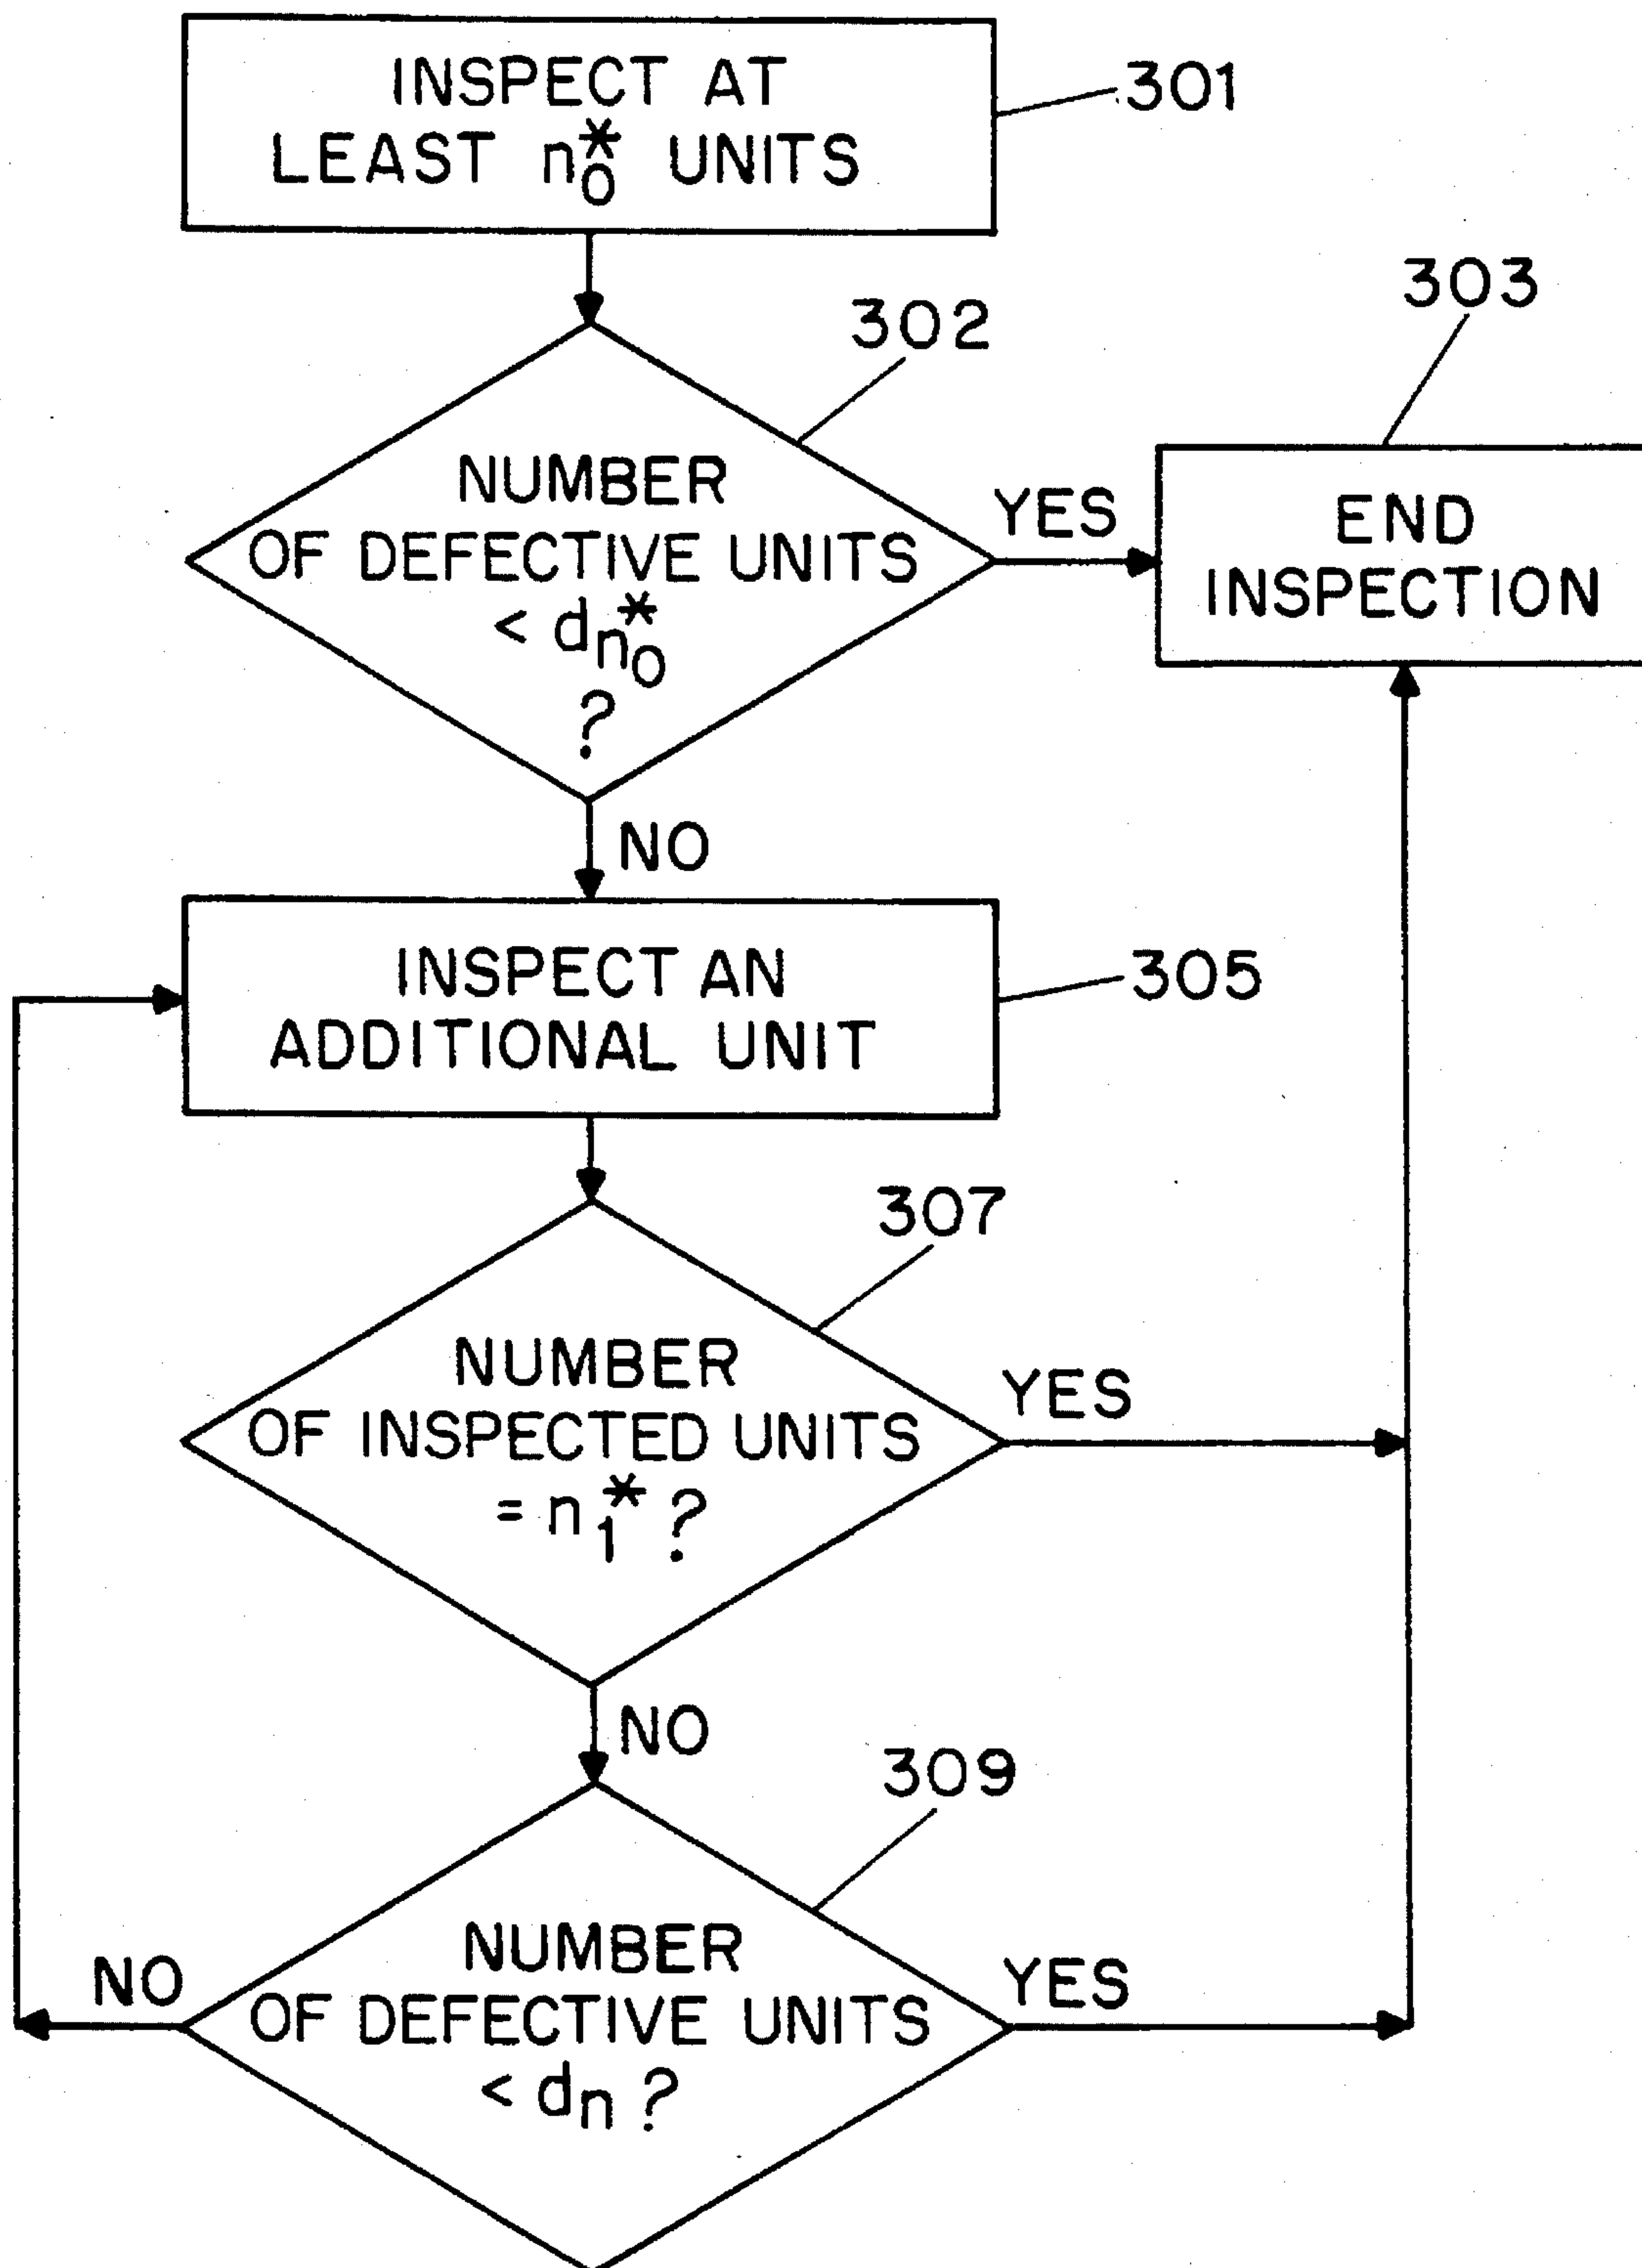 INSPECT AT
LEAST n₀* UNITS
301
302
NUMBER
OF DEFECTIVE UNITS
< dn₀*
?
YES
303
END
INSPECTION
NO
INSPECT AN
ADDITIONAL UNIT
305
307
NUMBER
OF INSPECTED UNITS
= n₁* ?
YES
NO
309
NUMBER
OF DEFECTIVE UNITS
< dn ?
YES
NO